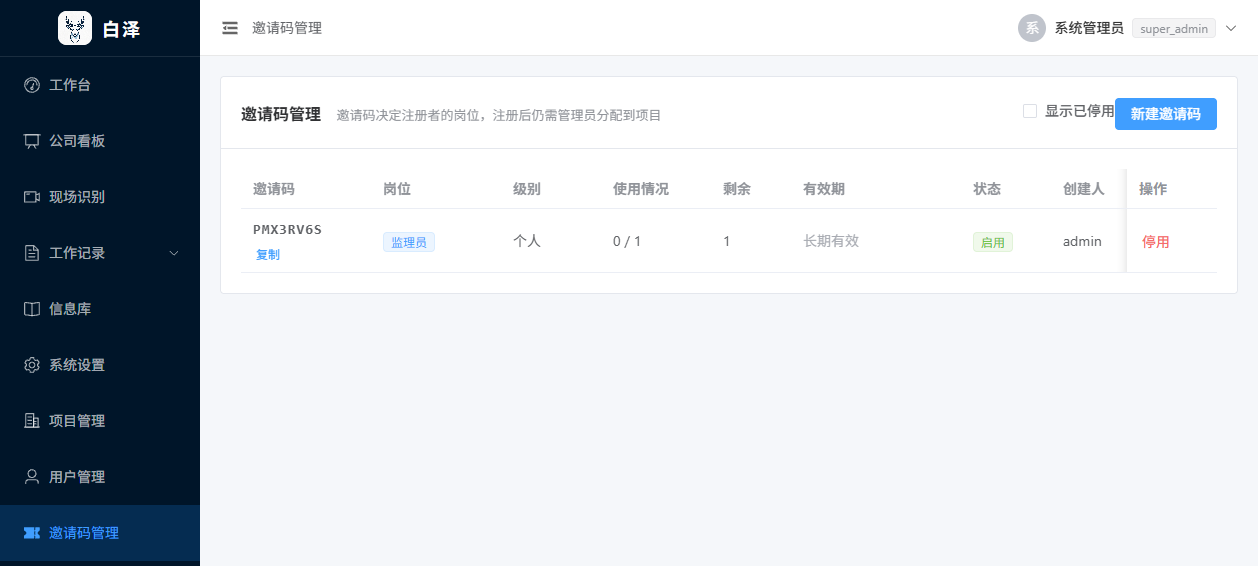 白泽
工作台
公司看板
现场识别
工作记录
信息库
系统设置
项目管理
用户管理
邀请码管理
邀请码管理
系 系统管理员 super_admin
邀请码管理 邀请码决定注册者的岗位，注册后仍需管理员分配到项目
显示已停用 新建邀请码
邀请码 岗位 级别 使用情况 剩余 有效期 状态 创建人 操作
PMX3RV6S
复制
监理员 个人 0 / 1 1 长期有效 启用 admin 停用